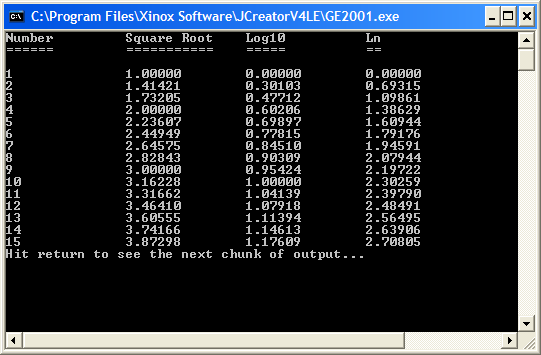 C:\Program Files\Xinox Software\JCreatorV4LE\GE2001.exe
Number Square Root Log10 Ln
====== =========== ===== ==
1 1.00000 0.00000 0.00000
2 1.41421 0.30103 0.69315
3 1.73205 0.47712 1.09861
4 2.00000 0.60206 1.38629
5 2.23607 0.69897 1.60944
6 2.44949 0.77815 1.79176
7 2.64575 0.84510 1.94591
8 2.82843 0.90309 2.07944
9 3.00000 0.95424 2.19722
10 3.16228 1.00000 2.30259
11 3.31662 1.04139 2.39790
12 3.46410 1.07918 2.48491
13 3.60555 1.11394 2.56495
14 3.74166 1.14613 2.63906
15 3.87298 1.17609 2.70805
Hit return to see the next chunk of output...